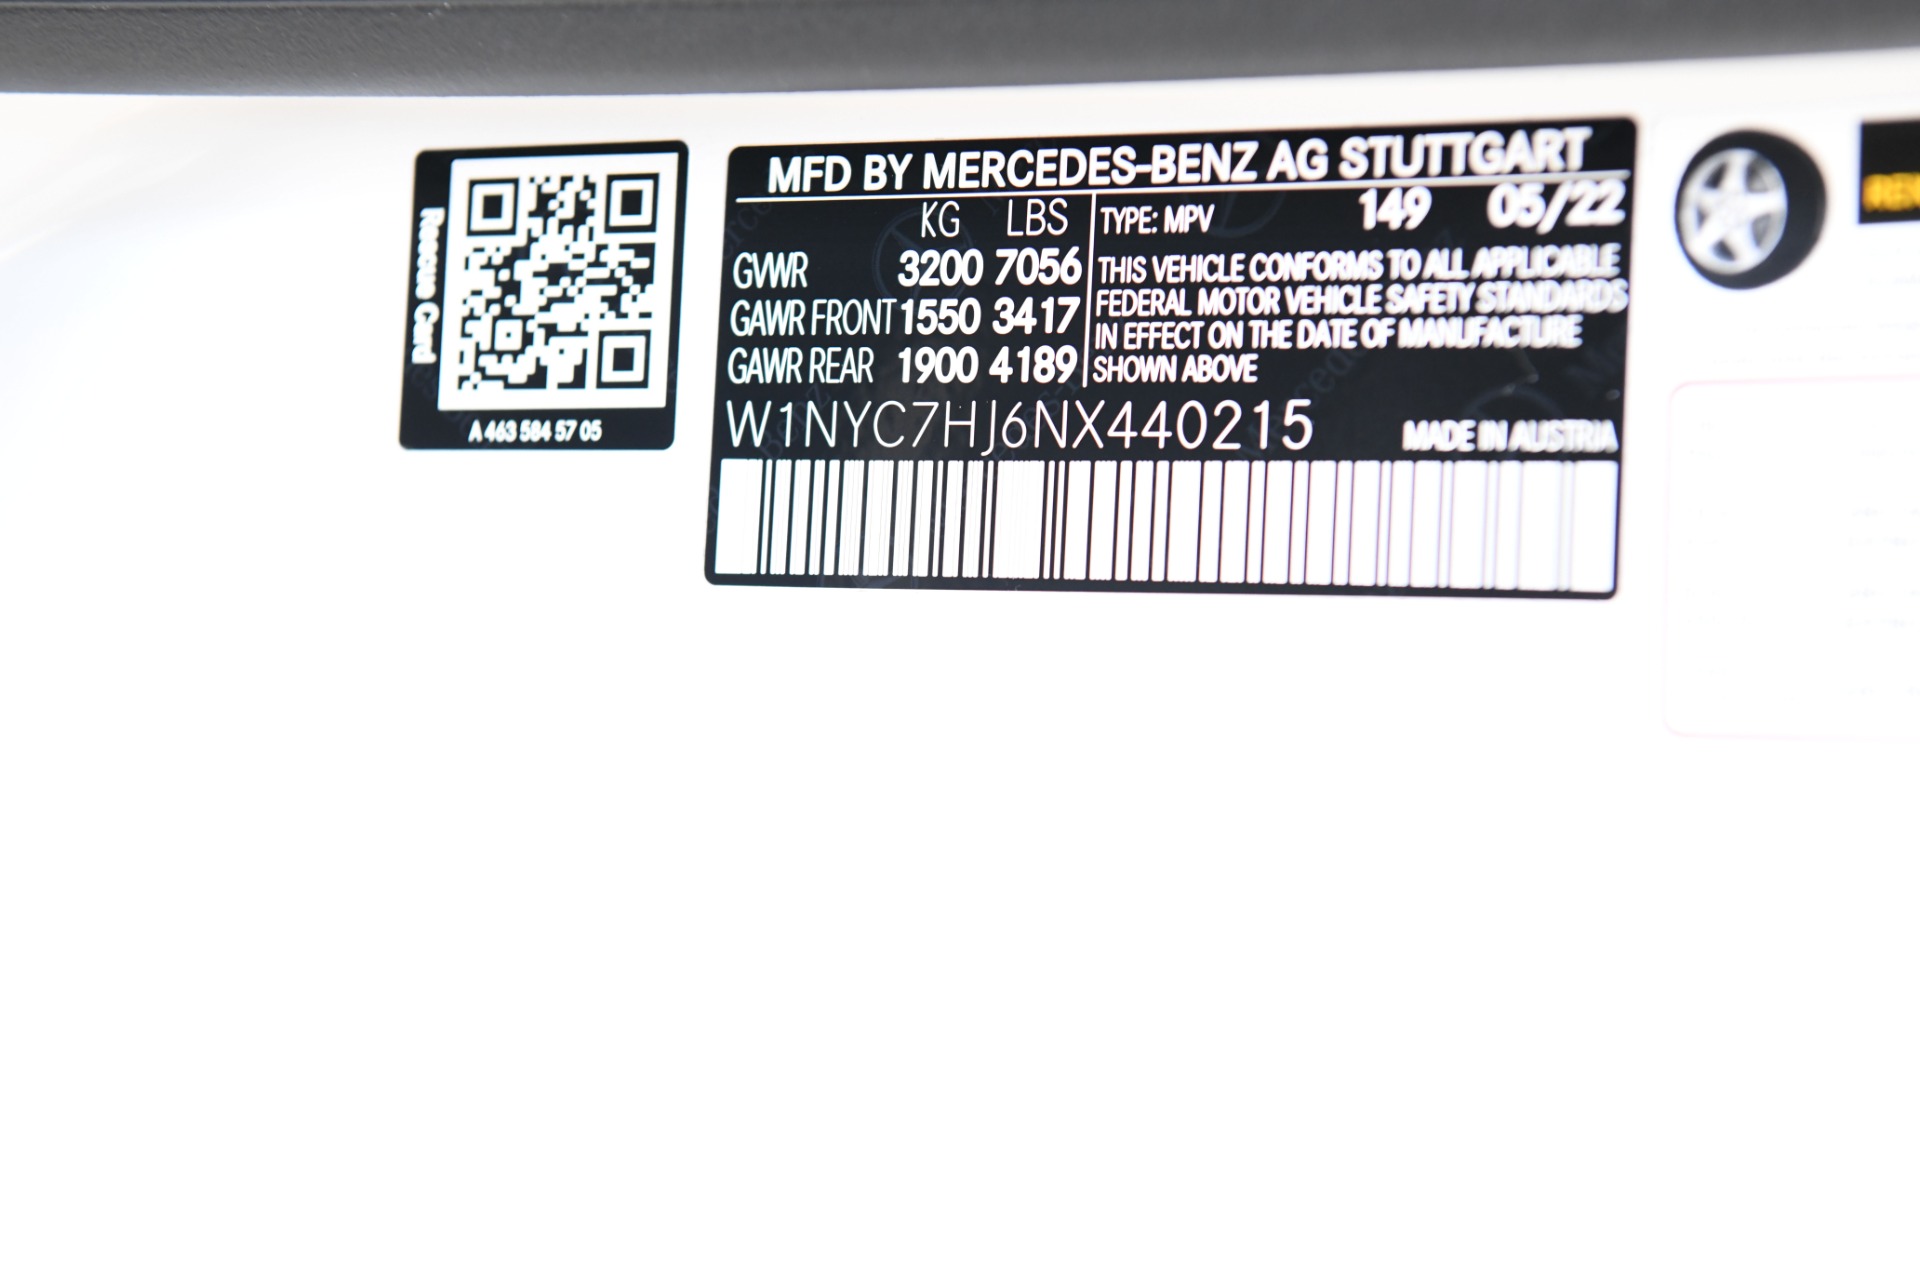 Rescue Card
A 463 584 57 05
MFD BY MERCEDES-BENZ AG STUTTGART
KG LBS
GVWR 3200 7056
GAWR FRONT 1550 3417
GAWR REAR 1900 4189
TYPE: MPV 149 05/22
THIS VEHICLE CONFORMS TO ALL APPLICABLE
FEDERAL MOTOR VEHICLE SAFETY STANDARDS
IN EFFECT ON THE DATE OF MANUFACTURE
SHOWN ABOVE
W1NYC7HJ6NX440215
MADE IN AUSTRIA